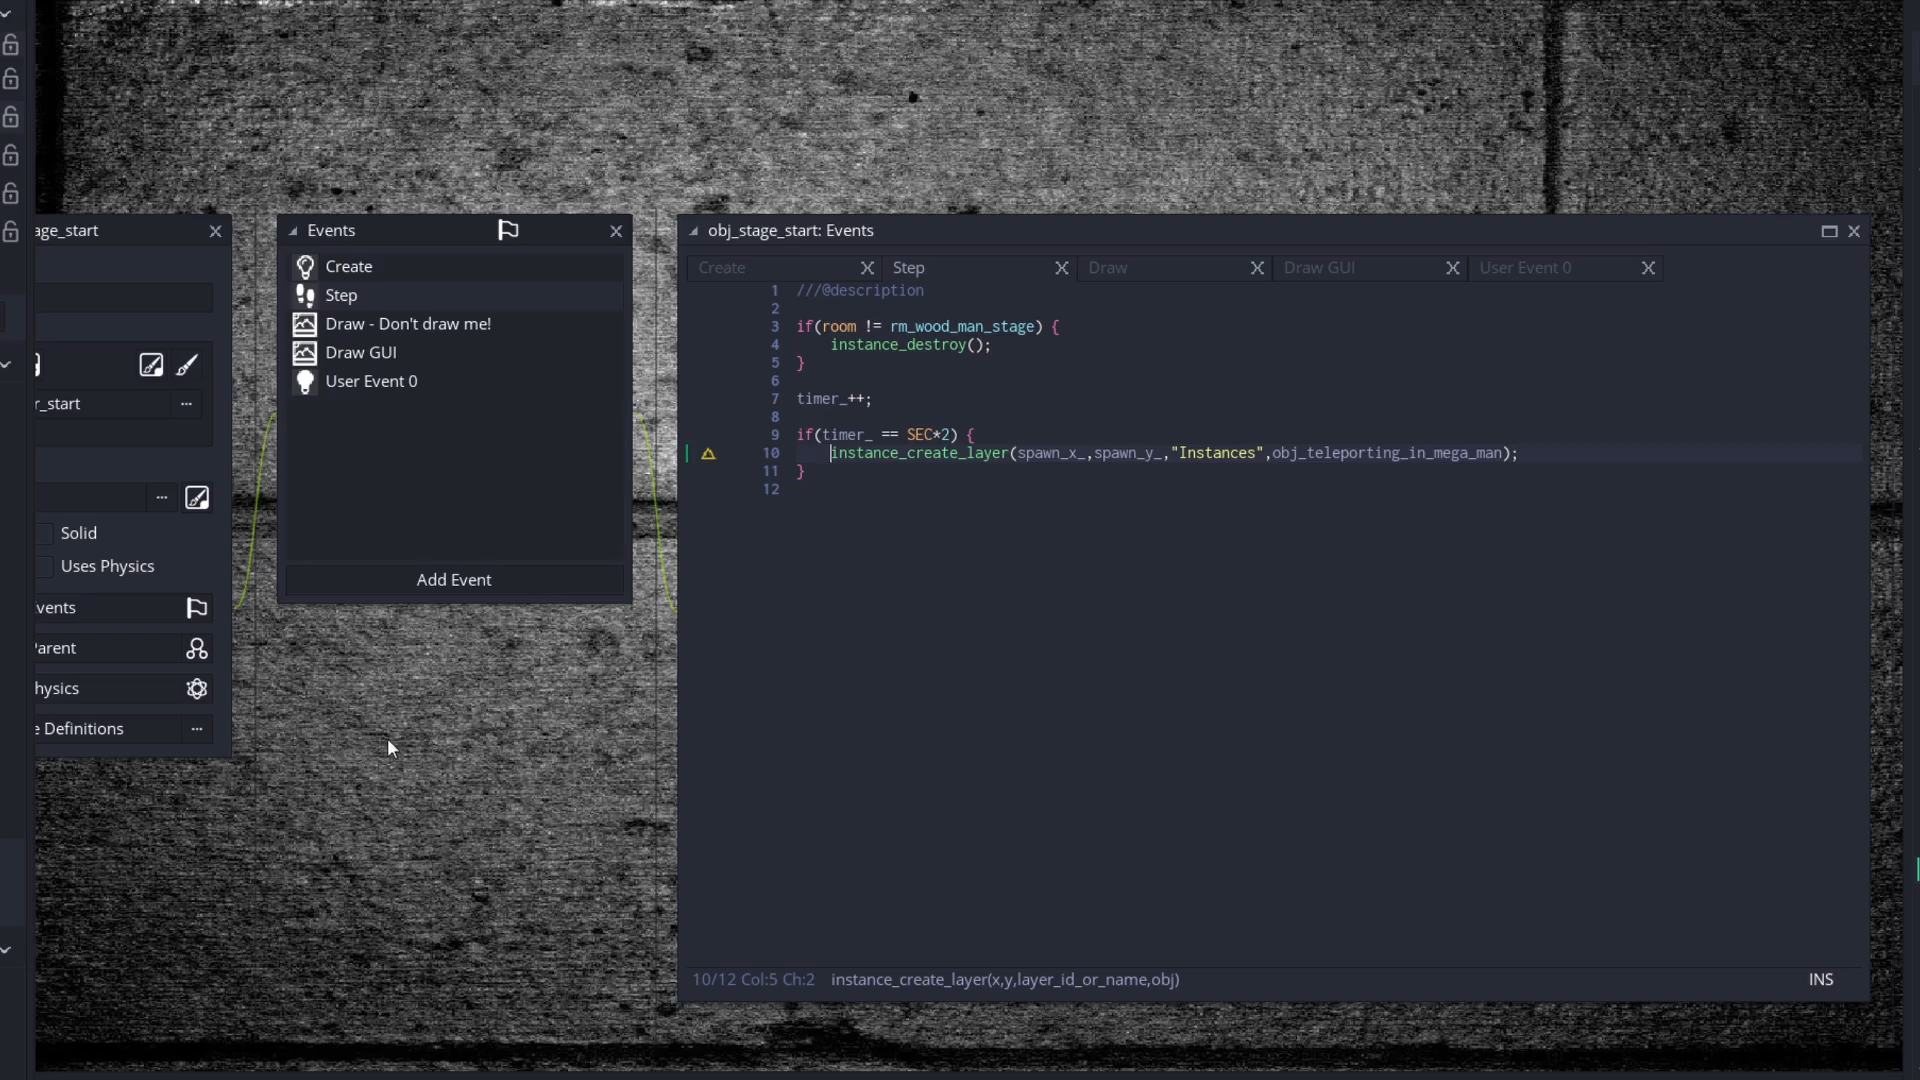 age_start
r_start
...
...
Solid
Uses Physics
vents
Parent
hysics
e Definitions
...
Events
Create
Step
Draw - Don't draw me!
Draw GUI
User Event 0
Add Event
obj_stage_start: Events
Create
Step
Draw
Draw GUI
User Event 0
1 ///@description
2
3 if(room != rm_wood_man_stage) {
4 instance_destroy();
5 }
6
7 timer_++;
8
9 if(timer_ == SEC*2) {
10 instance_create_layer(spawn_x_,spawn_y_,"Instances",obj_teleporting_in_mega_man);
11 }
12
10/12 Col:5 Ch:2 instance_create_layer(x,y,layer_id_or_name,obj)
INS